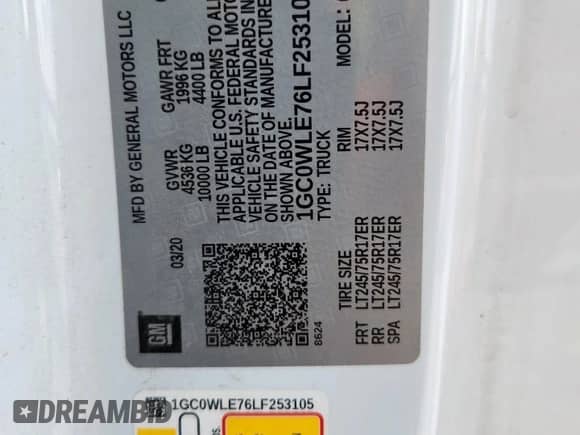 MFD BY GENERAL MOTORS LLC
03/20
GVWR
4536 KG
10000 LB
GAWR FRT
1996 KG
4400 LB
THIS VEHICLE CONFORMS TO ALL
APPLICABLE U.S. FEDERAL MOTOR
VEHICLE SAFETY STANDARDS IN
ON THE DATE OF MANUFACTURE
SHOWN ABOVE.
1GC0WLE76LF253105
TYPE: TRUCK
MODEL:
TIRE SIZE RIM
FRT LT245/75R17ER 17X7.5J
RR LT245/75R17ER 17X7.5J
SPA LT245/75R17ER 17X7.5J
8624
GM
1GC0WLE76LF253105
DREAMBID